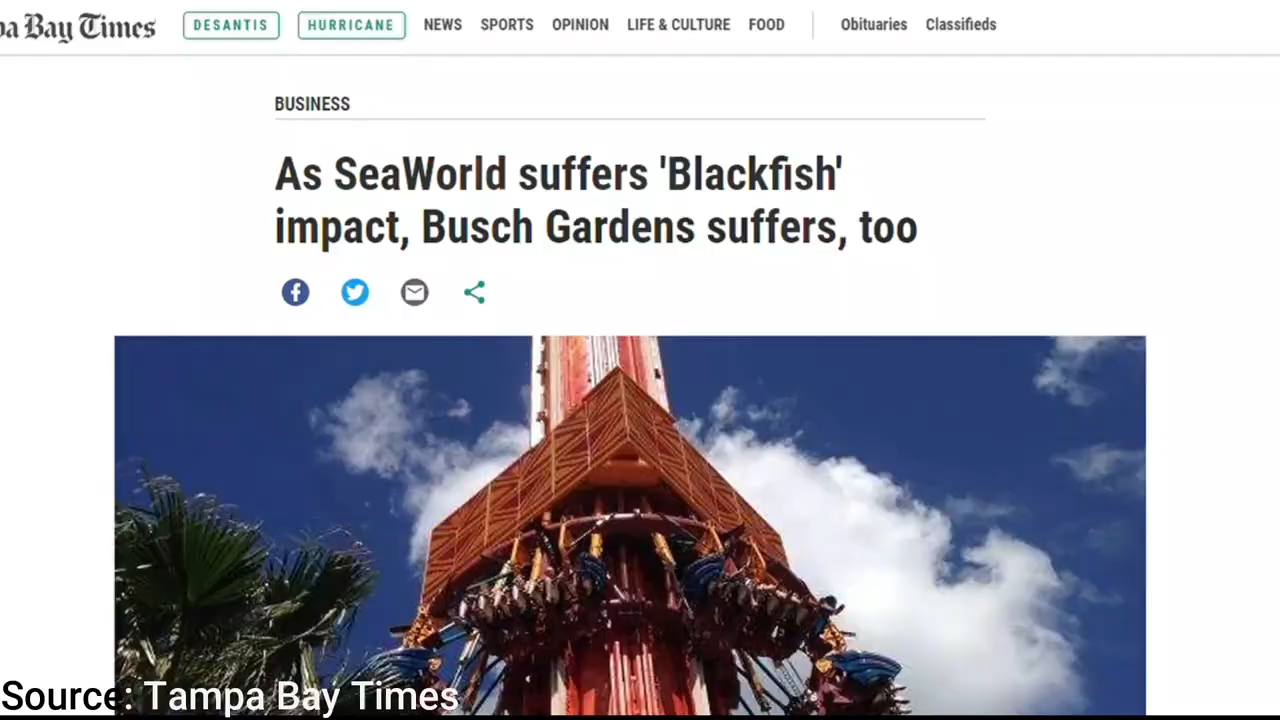 Bay Times
DESANTIS
HURRICANE
NEWS
SPORTS
OPINION
LIFE & CULTURE
FOOD
Obituaries
Classifieds
BUSINESS
As SeaWorld suffers 'Blackfish'
impact, Busch Gardens suffers, too
Source: Tampa Bay Times